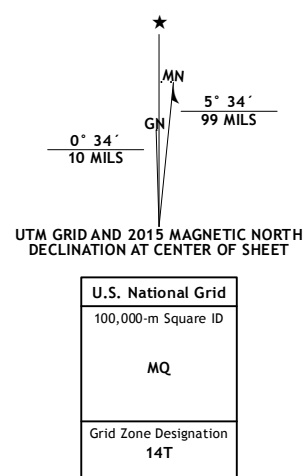 ★
MN
GN
5° 34´
99 MILS
0° 34´
10 MILS
UTM GRID AND 2015 MAGNETIC NORTH
DECLINATION AT CENTER OF SHEET
U.S. National Grid
100,000-m Square ID
MQ
Grid Zone Designation
14T